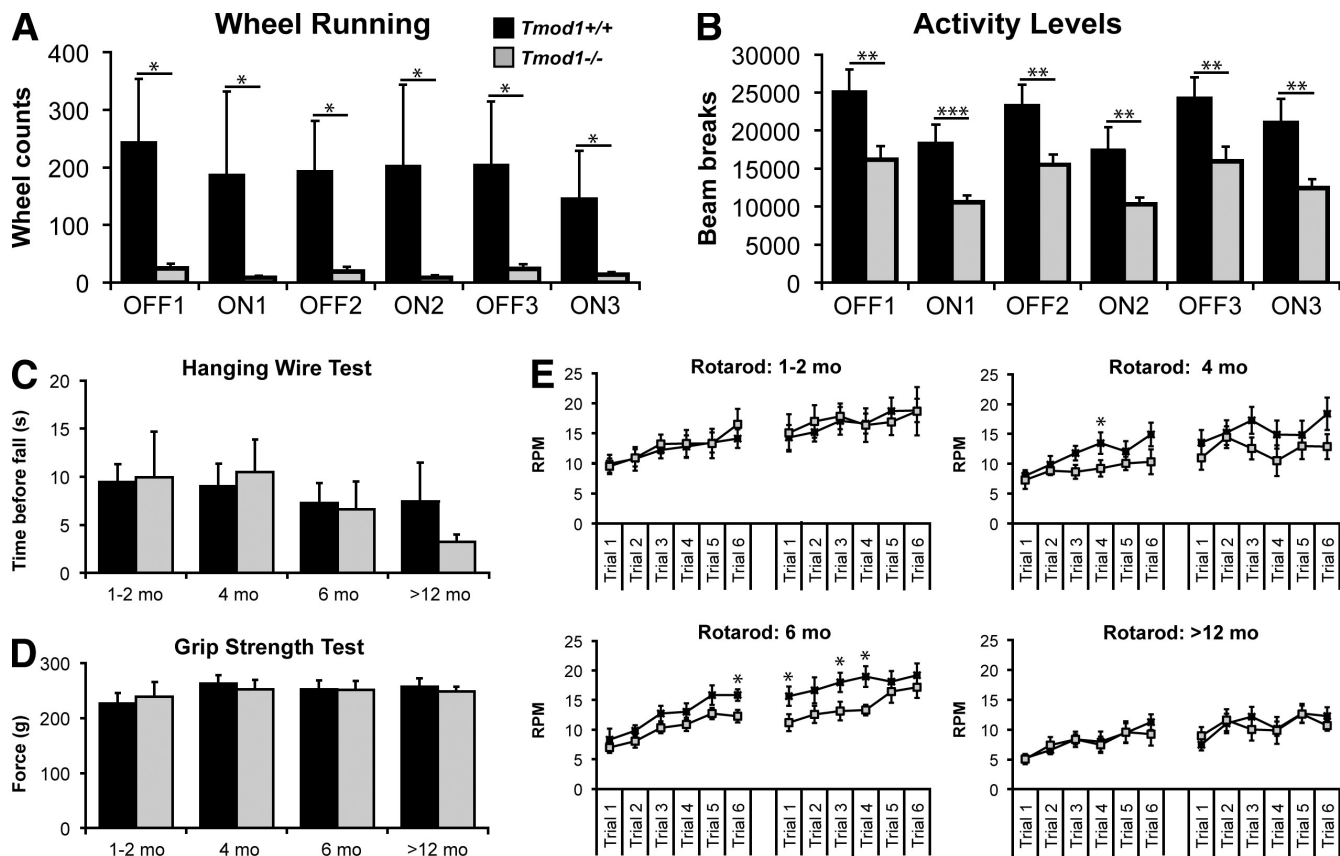 A
Wheel Running
Tmod1+/+
Tmod1-/-
Wheel counts
400
300
200
100
0
* * * * * *
OFF1 ON1 OFF2 ON2 OFF3 ON3
B
Activity Levels
Beam breaks
30000
25000
20000
15000
10000
5000
0
** *** ** ** ** **
OFF1 ON1 OFF2 ON2 OFF3 ON3
C
Hanging Wire Test
Time before fall (s)
20
15
10
5
0
1-2 mo 4 mo 6 mo >12 mo
D
Grip Strength Test
Force (g)
300
200
100
0
1-2 mo 4 mo 6 mo >12 mo
E
Rotarod: 1-2 mo
RPM
25
20
15
10
5
0
Trial 1 Trial 2 Trial 3 Trial 4 Trial 5 Trial 6 Trial 1 Trial 2 Trial 3 Trial 4 Trial 5 Trial 6
Rotarod: 4 mo
RPM
25
20
15
10
5
0
*
Trial 1 Trial 2 Trial 3 Trial 4 Trial 5 Trial 6 Trial 1 Trial 2 Trial 3 Trial 4 Trial 5 Trial 6
Rotarod: 6 mo
RPM
25
20
15
10
5
0
* * * *
Trial 1 Trial 2 Trial 3 Trial 4 Trial 5 Trial 6 Trial 1 Trial 2 Trial 3 Trial 4 Trial 5 Trial 6
Rotarod: >12 mo
RPM
25
20
15
10
5
0
Trial 1 Trial 2 Trial 3 Trial 4 Trial 5 Trial 6 Trial 1 Trial 2 Trial 3 Trial 4 Trial 5 Trial 6